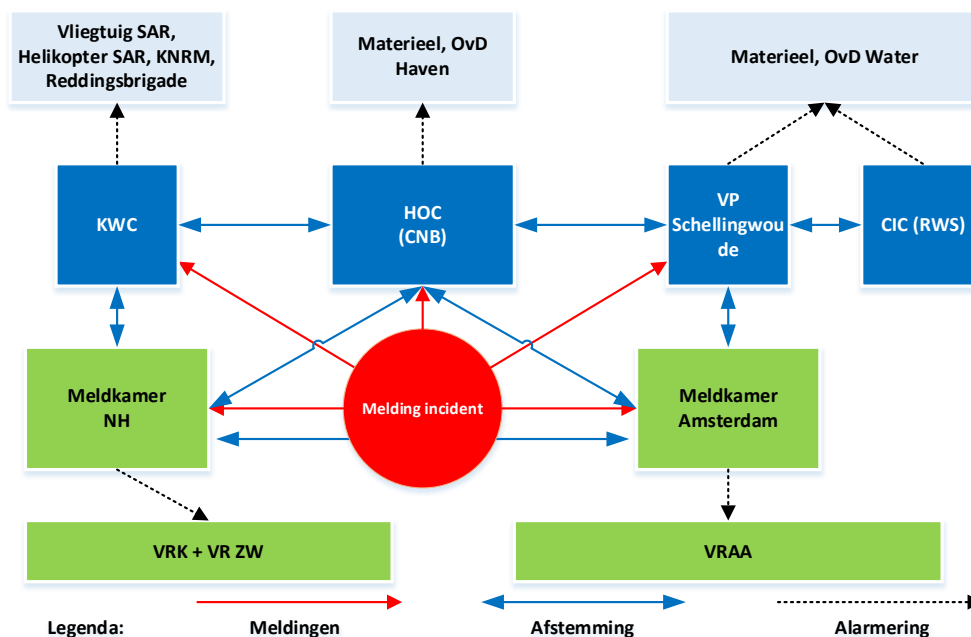 Vliegtuig SAR,
Helikopter SAR, KNRM,
Reddingsbrigade
Materieel, OvD
Haven
Materieel, OvD Water
KWC
HOC
(CNB)
VP
Schellingwou
de
CIC (RWS)
Meldkamer
NH
Melding incident
Meldkamer
Amsterdam
VRK + VR ZW
VRAA
Legenda:
Meldingen
Afstemming
Alarmering